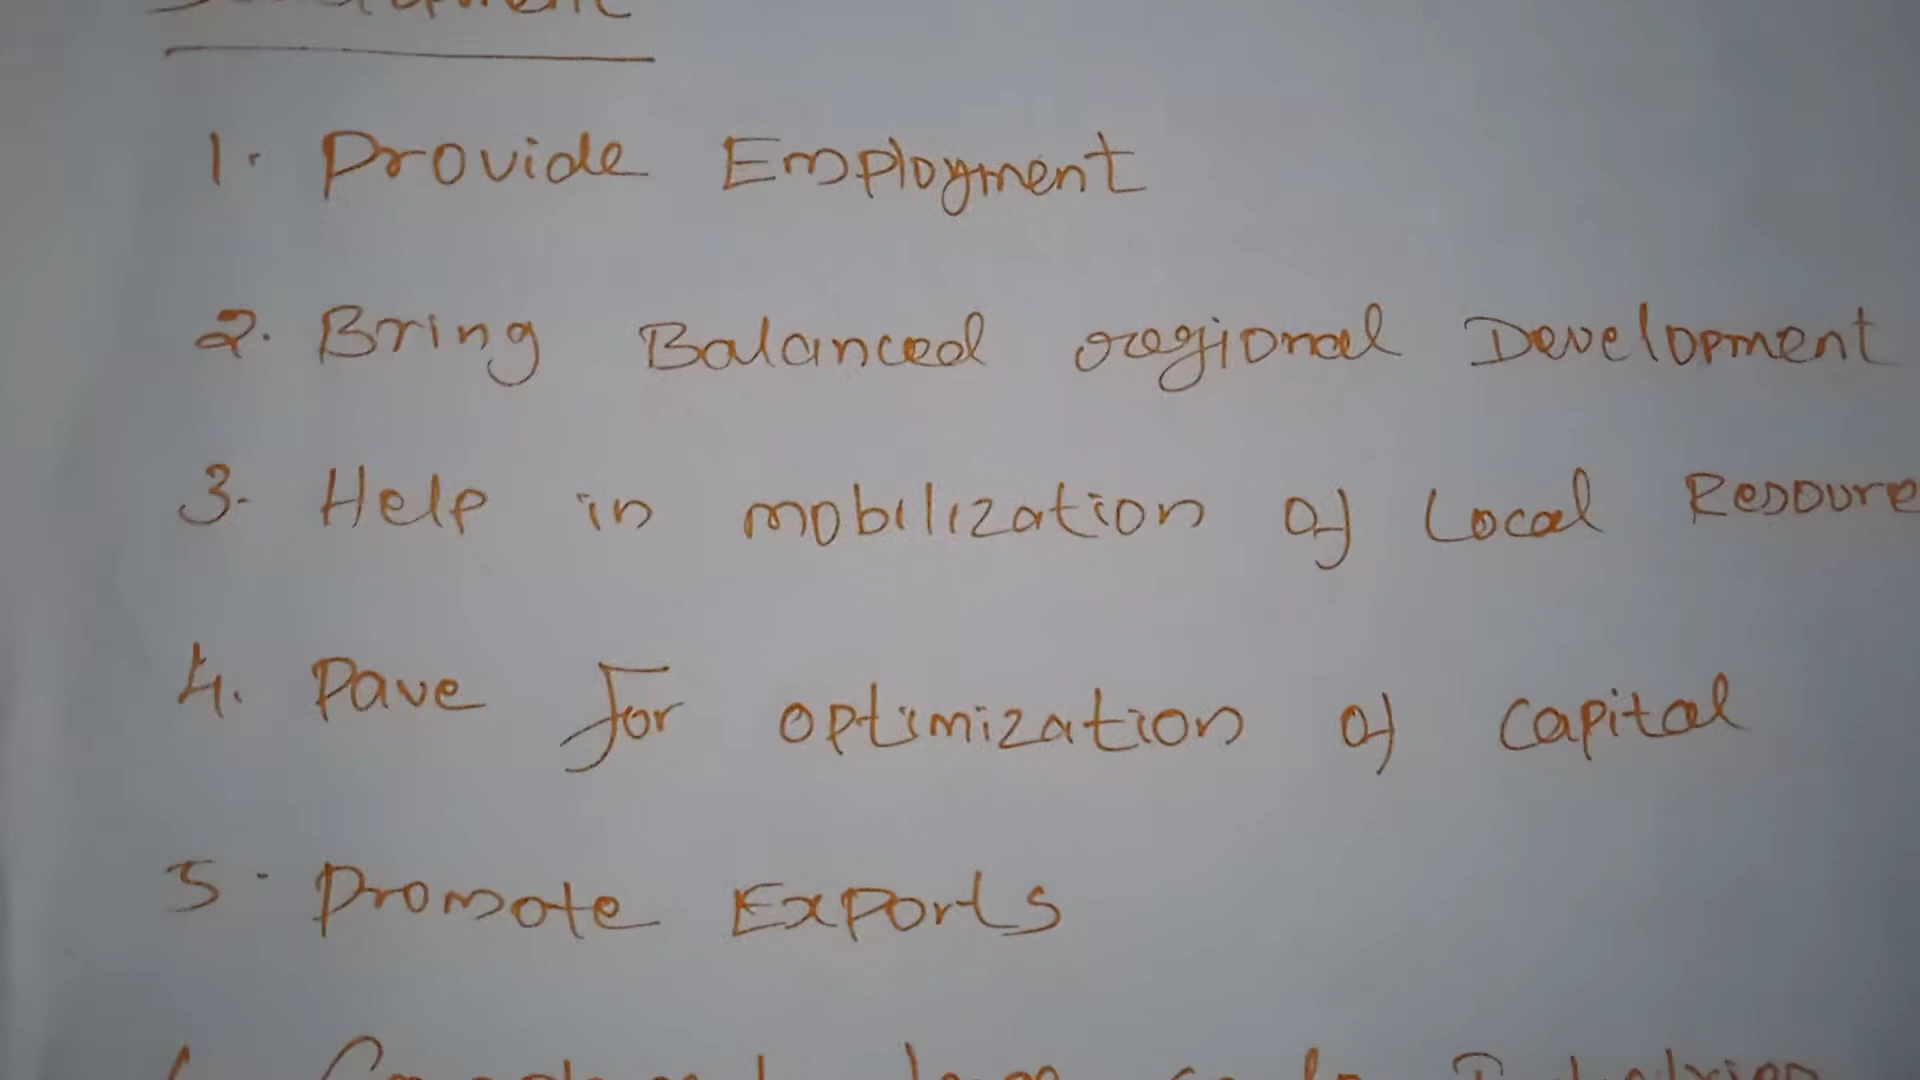 1. Provide Employment
2. Bring Balanced regional Development
3. Help in mobilization of Local Resoure
4. Pave for optimization of capital
5. Promote Exports